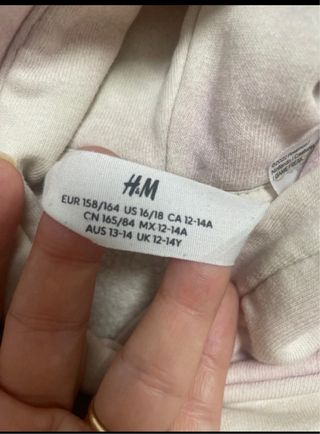 H&M
EUR 158/164 US 16/18 CA 12-14A
CN 165/84 MX 12-14A
AUS 13-14 UK 12-14Y